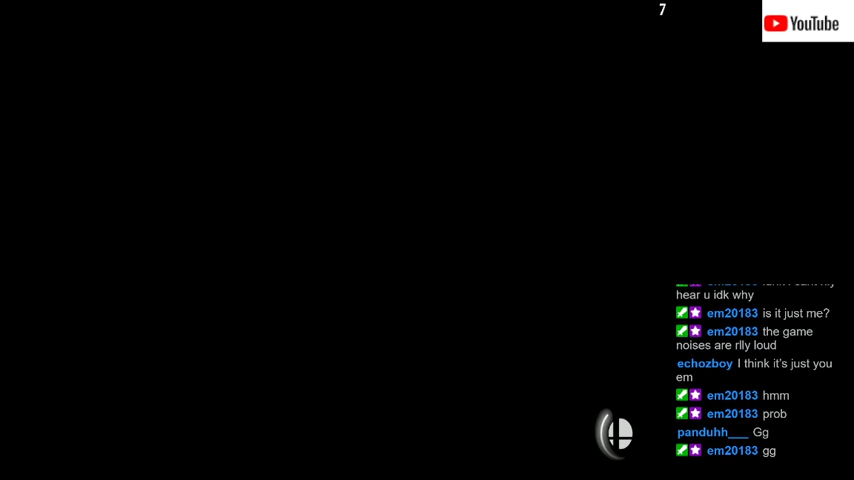 7
YouTube
hear u idk why
em20183 is it just me?
em20183 the game
noises are rlly loud
echozboy I think it's just you
em
em20183 hmm
em20183 prob
panduhh___ Gg
em20183 gg